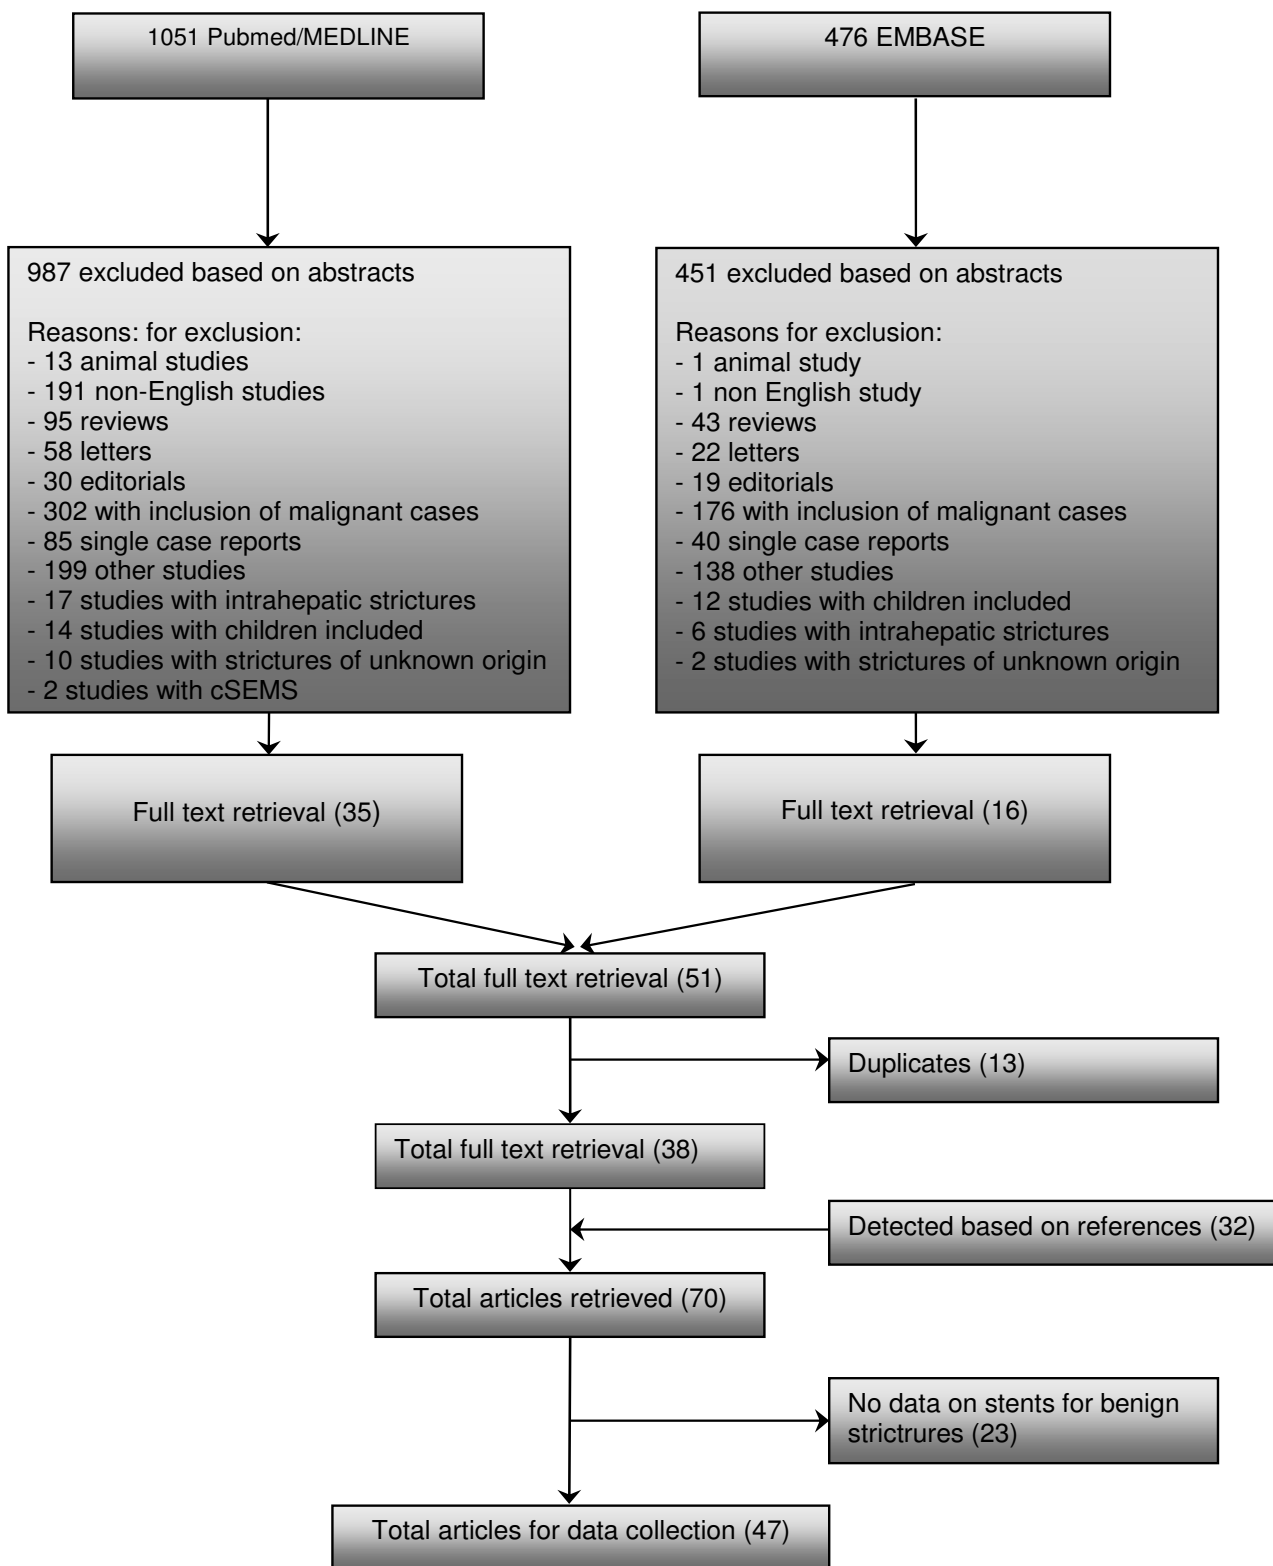 1051 Pubmed/MEDLINE
476 EMBASE
987 excluded based on abstracts
Reasons: for exclusion:
- 13 animal studies
- 191 non-English studies
- 95 reviews
- 58 letters
- 30 editorials
- 302 with inclusion of malignant cases
- 85 single case reports
- 199 other studies
- 17 studies with intrahepatic strictures
- 14 studies with children included
- 10 studies with strictures of unknown origin
- 2 studies with cSEMS
451 excluded based on abstracts
Reasons for exclusion:
- 1 animal study
- 1 non English study
- 43 reviews
- 22 letters
- 19 editorials
- 176 with inclusion of malignant cases
- 40 single case reports
- 138 other studies
- 12 studies with children included
- 6 studies with intrahepatic strictures
- 2 studies with strictures of unknown origin
Full text retrieval (35)
Full text retrieval (16)
Total full text retrieval (51)
Duplicates (13)
Total full text retrieval (38)
Detected based on references (32)
Total articles retrieved (70)
No data on stents for benign
strictrures (23)
Total articles for data collection (47)